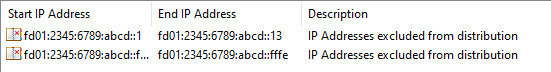 Start IP Address End IP Address Description
fd01:2345:6789:abcd::1 fd01:2345:6789:abcd::13 IP Addresses excluded from distribution
fd01:2345:6789:abcd::f... fd01:2345:6789:abcd::fffe IP Addresses excluded from distribution